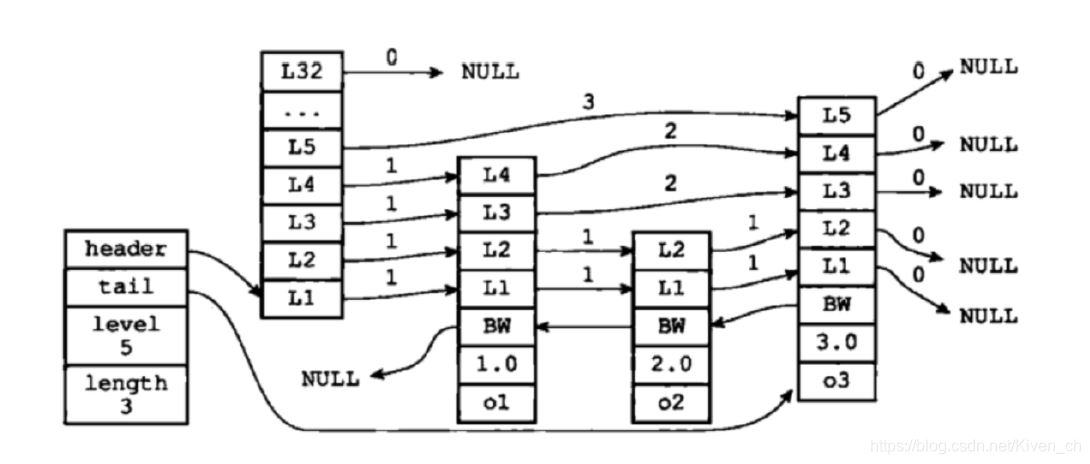 L32
...
L5
L4
L3
L2
L1
0
NULL
3
1
1
1
1
2
2
1
1
1
1
header
tail
level
5
length
3
L4
L3
L2
L1
BW
1.0
o1
NULL
L2
L1
BW
2.0
o2
L5
L4
L3
L2
L1
BW
3.0
o3
0
NULL
0
NULL
0
NULL
0
NULL
0
NULL
https://blog.csdn.net/Kiven_ch